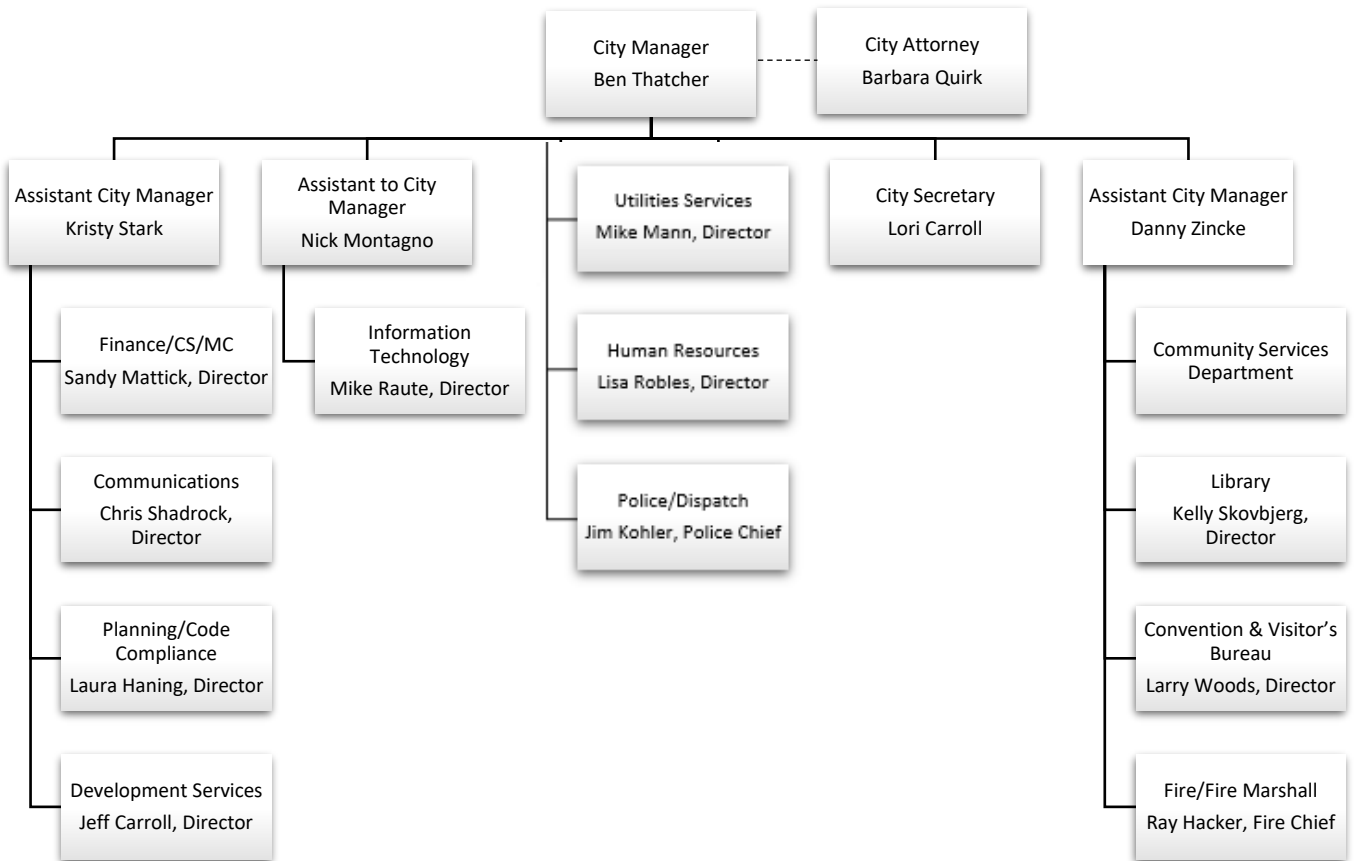 City Manager
Ben Thatcher
City Attorney
Barbara Quirk
Assistant City Manager
Kristy Stark
Assistant to City
Manager
Nick Montagno
Utilities Services
Mike Mann, Director
City Secretary
Lori Carroll
Assistant City Manager
Danny Zincke
Finance/CS/MC
Sandy Mattick, Director
Information
Technology
Mike Raute, Director
Human Resources
Lisa Robles, Director
Community Services
Department
Communications
Chris Shadrock,
Director
Police/Dispatch
Jim Kohler, Police Chief
Library
Kelly Skovbjerg,
Director
Planning/Code
Compliance
Laura Haning, Director
Convention & Visitor’s
Bureau
Larry Woods, Director
Development Services
Jeff Carroll, Director
Fire/Fire Marshall
Ray Hacker, Fire Chief